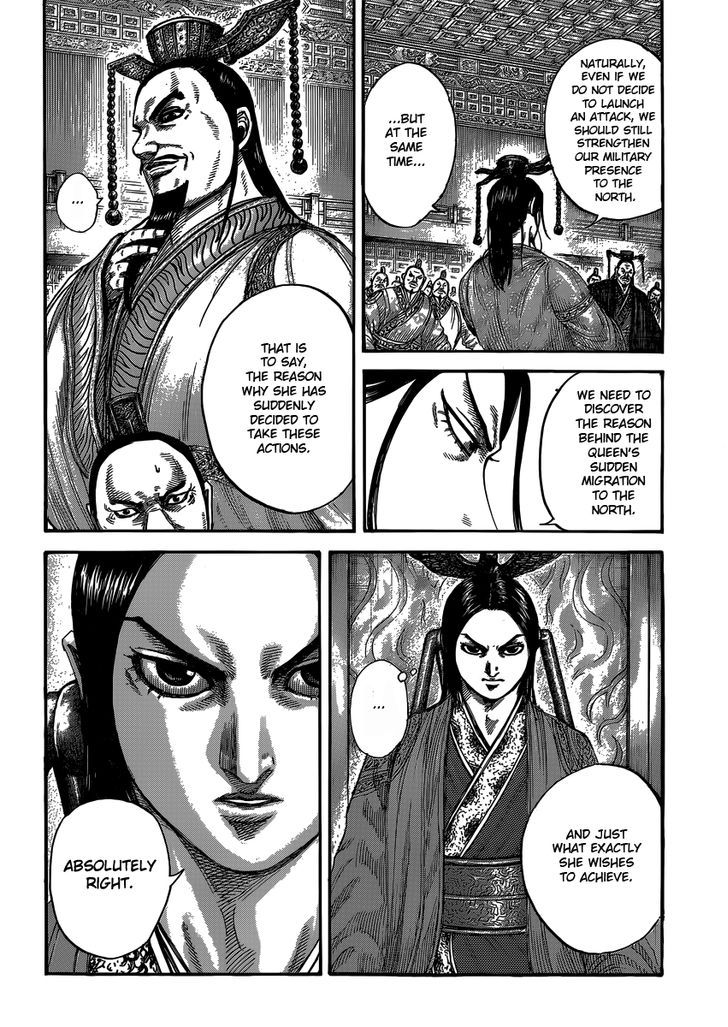 NATURALLY,
EVEN IF WE
DO NOT DECIDE
TO LAUNCH
AN ATTACK, WE
SHOULD STILL
STRENGTHEN
OUR MILITARY
PRESENCE
TO THE
NORTH.
...BUT
AT THE
SAME
TIME...
...
THAT IS
TO SAY,
THE REASON
WHY SHE HAS
SUDDENLY
DECIDED TO
TAKE THESE
ACTIONS.
WE NEED TO
DISCOVER
THE REASON
BEHIND THE
QUEEN'S
SUDDEN
MIGRATION
TO THE
NORTH.
...
AND JUST
WHAT EXACTLY
SHE WISHES
TO ACHIEVE.
ABSOLUTELY
RIGHT.